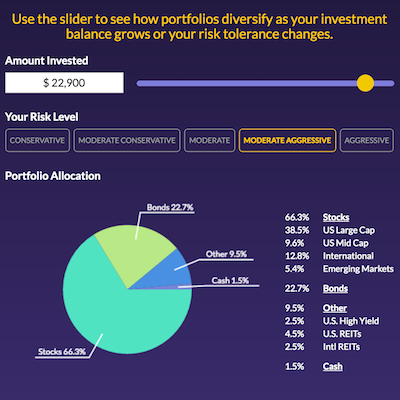 Use the slider to see how portfolios diversify as your investment
balance grows or your risk tolerance changes.
Amount Invested
$ 22,900
Your Risk Level
CONSERVATIVE MODERATE CONSERVATIVE MODERATE MODERATE AGGRESSIVE AGGRESSIVE
Portfolio Allocation
Bonds 22.7%
Other 9.5%
Cash 1.5%
Stocks 66.3%
66.3% Stocks
38.5% US Large Cap
9.6% US Mid Cap
12.8% International
5.4% Emerging Markets
22.7% Bonds
9.5% Other
2.5% U.S. High Yield
4.5% U.S. REITs
2.5% Intl REITs
1.5% Cash